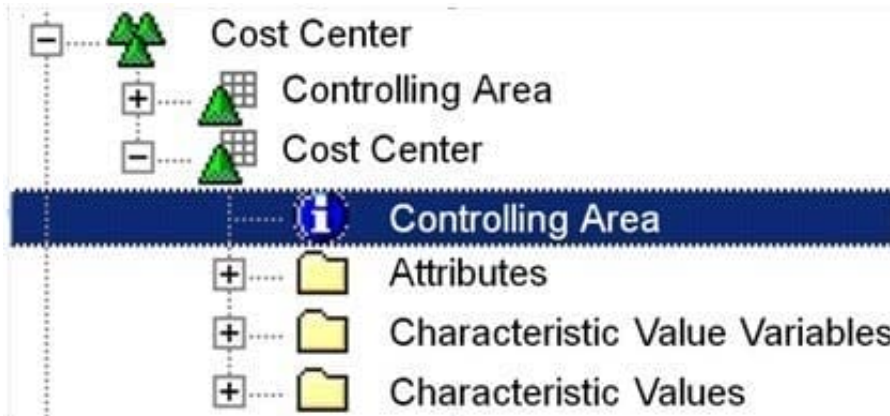 Cost Center
Controlling Area
Cost Center
Controlling Area
Attributes
Characteristic Value Variables
Characteristic Values